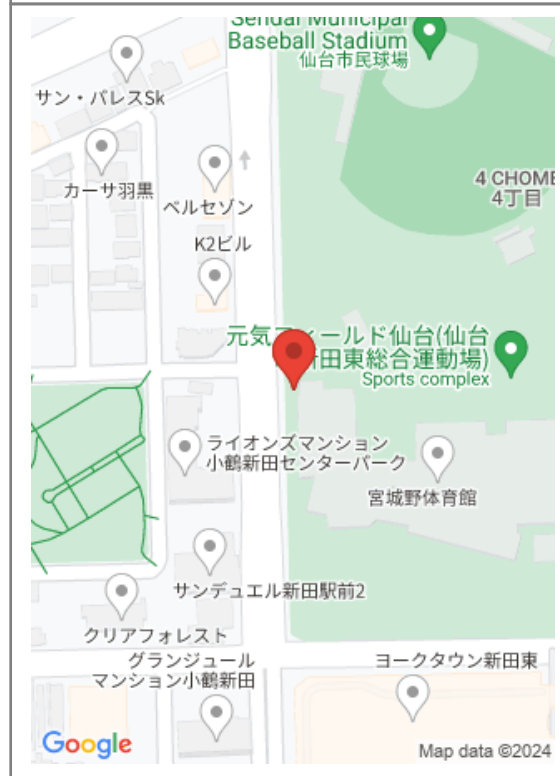 Sendai Municipal
Baseball Stadium
仙台市民球場
サン・パレスSk
4 CHOME
4丁目
カーサ羽黒
ベルセゾン
K2ビル
元気フィールド仙台(仙台
新田東総合運動場)
Sports complex
ライオンズマンション
小鶴新田センターパーク
宮城野体育館
サンデュエル新田駅前2
クリアフォレスト
グランジュール
マンション小鶴新田
ヨークタウン新田東
Google
Map data ©2024